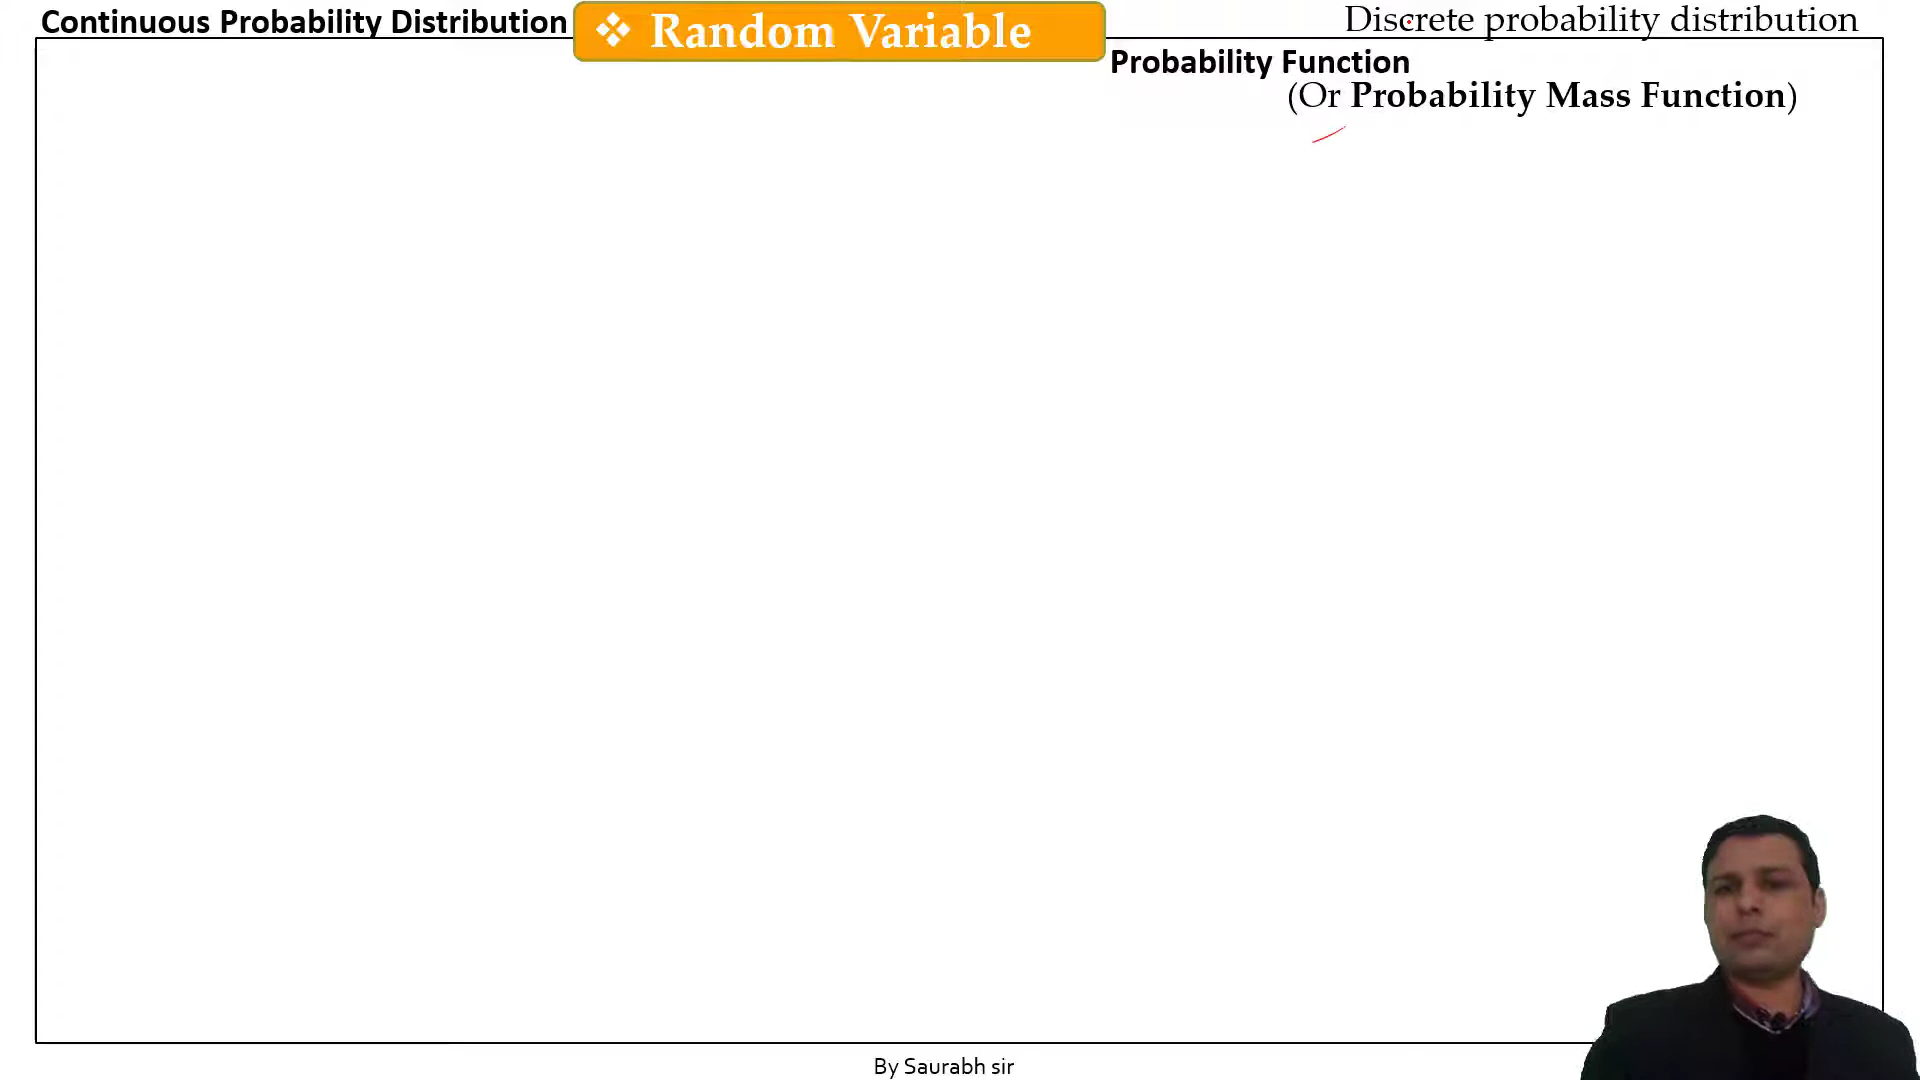 Continuous Probability Distribution
❖ Random Variable
Discrete probability distribution
Probability Function
(Or Probability Mass Function)
By Saurabh sir